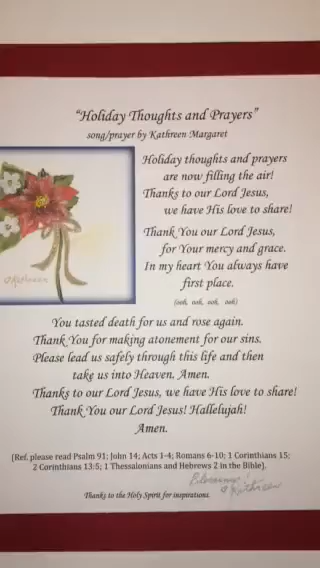 “Holiday Thoughts and Prayers”
song/prayer by Kathreen Margaret
Holiday thoughts and prayers
are now filling the air!
Thanks to our Lord Jesus,
we have His love to share!
Thank You our Lord Jesus,
for Your mercy and grace.
In my heart You always have
first place.
(ooh, ooh, ooh, ooh)
Kathreen
You tasted death for us and rose again.
Thank You for making atonement for our sins.
Please lead us safely through this life and then
take us into Heaven, Amen.
Thanks to our Lord Jesus, we have His love to share!
Thank You our Lord Jesus! Hallelujah!
Amen.
[Ref. please read Psalm 91; John 14; Acts 1-4; Romans 6-10; 1 Corinthians 15;
2 Corinthians 13:5; 1 Thessalonians and Hebrews 2 in the Bible].
Blessings!
Kathreen
Thanks to the Holy Spirit for inspirations.